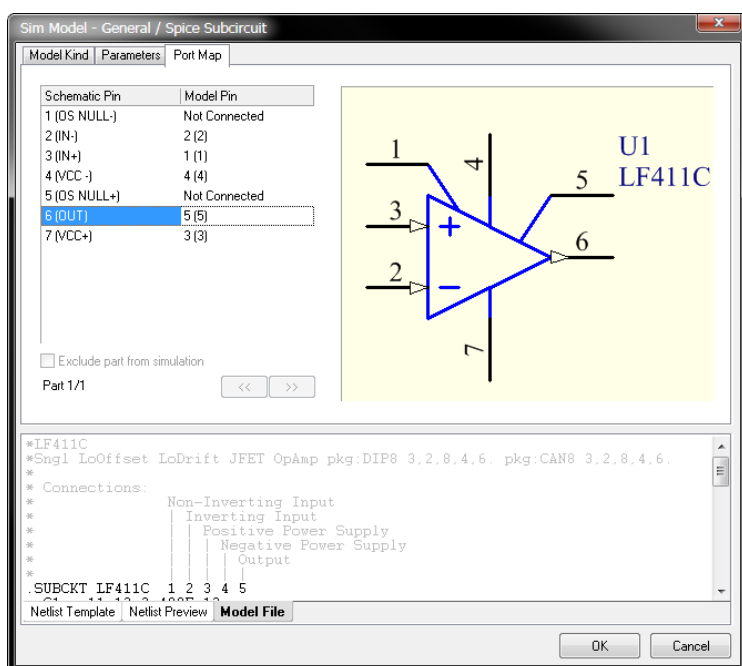 Sim Model - General / Spice Subcircuit
Model Kind Parameters Port Map
Schematic Pin Model Pin
1 (OS NULL-) Not Connected
2 (IN-) 2 (2)
3 (IN+) 1 (1)
4 (VCC -) 4 (4)
5 (OS NULL+) Not Connected
6 (OUT) 5 (5)
7 (VCC+) 3 (3)
Exclude part from simulation
Part 1/1 << >>
1
4
5
U1
LF411C
3
+
6
2
-
7
*LF411C
*Sngl LoOffset LoDrift JFET OpAmp pkg:DIP8 3,2,8,4,6. pkg:CAN8 3,2,8,4,6.
*
* Connections:
* Non-Inverting Input
* | Inverting Input
* | | Positive Power Supply
* | | | Negative Power Supply
* | | | | Output
* | | | | |
.SUBCKT LF411C 1 2 3 4 5
Netlist Template Netlist Preview Model File
OK Cancel